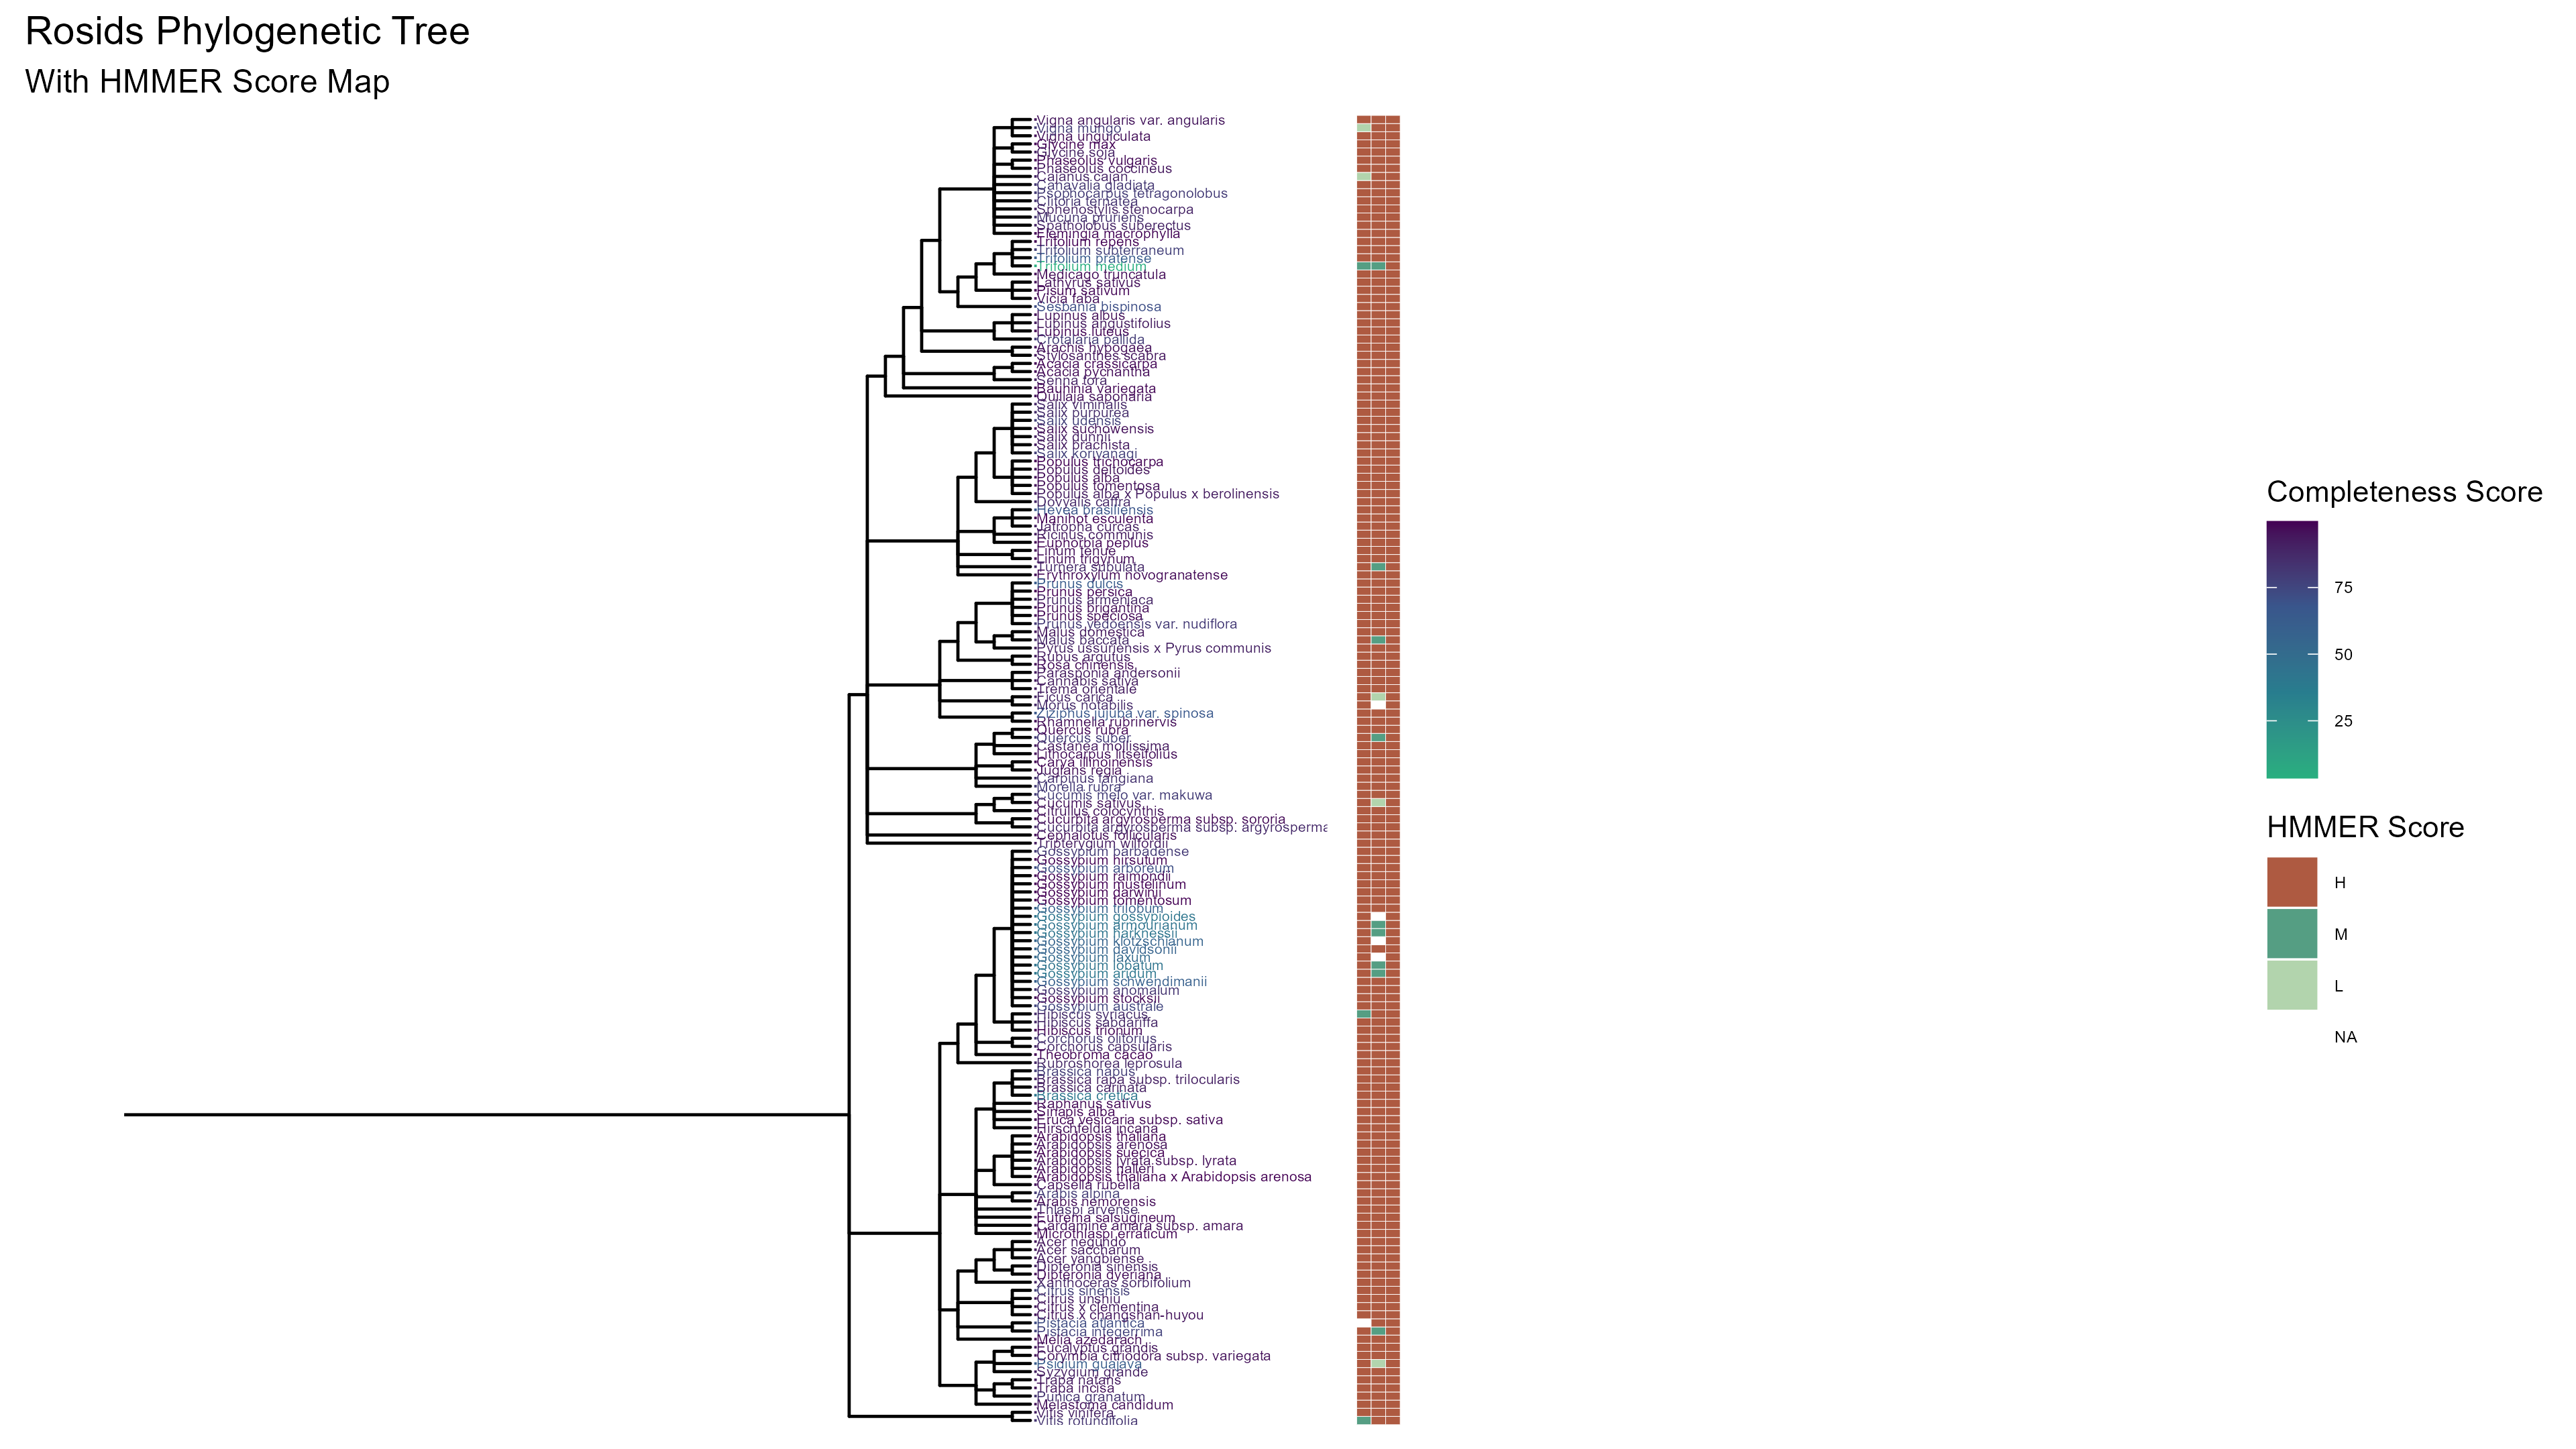 Rosids Phylogenetic Tree
With HMMER Score Map
Vigna angularis var. angularis
Vigna mungo
Vigna unguiculata
Glycine max
Glycine soja
Phaseolus vulgaris
Phaseolus coccineus
Cajanus cajan
Canavalia gladiata
Psophocarpus tetragonolobus
Clitoria ternatea
Sphenostylis stenocarpa
Mucuna pruriens
Spatholobus suberectus
Flemingia macrophylla
Trifolium repens
Trifolium subterraneum
Trifolium pratense
Trifolium medium
Medicago truncatula
Lathyrus sativus
Pisum sativum
Vicia faba
Sesbania bispinosa
Lupinus albus
Lupinus angustifolius
Lupinus luteus
Crotalaria pallida
Arachis hypogaea
Stylosanthes scabra
Acacia crassicarpa
Acacia pycnantha
Senna tora
Bauhinia variegata
Quillaja saponaria
Salix viminalis
Salix purpurea
Salix udensis
Salix suchowensis
Salix dunnii
Salix brachista
Salix koriyanagi
Populus trichocarpa
Populus deltoides
Populus alba
Populus tomentosa
Populus alba x Populus x berolinensis
Dovyalis caffra
Hevea brasiliensis
Manihot esculenta
Jatropha curcas
Ricinus communis
Euphorbia peplus
Linum tenue
Linum trigynum
Turnera subulata
Erythroxylum novogranatense
Prunus dulcis
Prunus persica
Prunus armeniaca
Prunus brigantina
Prunus speciosa
Prunus yedoensis var. nudiflora
Malus domestica
Malus baccata
Pyrus ussuriensis x Pyrus communis
Rubus argutus
Rosa chinensis
Parasponia andersonii
Cannabis sativa
Trema orientale
Ficus carica
Morus notabilis
Ziziphus jujuba var. spinosa
Rhamnella rubrinervis
Quercus rubra
Quercus suber
Castanea mollissima
Lithocarpus litseifolius
Carya illinoinensis
Juglans regia
Carpinus fangiana
Morella rubra
Cucumis melo var. makuwa
Cucumis sativus
Citrullus colocynthis
Cucurbita argyrosperma subsp. sororia
Cucurbita argyrosperma subsp. argyrosperma
Cephalotus follicularis
Tripterygium wilfordii
Gossypium barbadense
Gossypium hirsutum
Gossypium arboreum
Gossypium raimondii
Gossypium mustelinum
Gossypium darwinii
Gossypium tomentosum
Gossypium trilobum
Gossypium gossypioides
Gossypium armourianum
Gossypium harknessii
Gossypium klotzschianum
Gossypium davidsonii
Gossypium laxum
Gossypium lobatum
Gossypium aridum
Gossypium schwendimanii
Gossypium anomalum
Gossypium stocksii
Gossypium australe
Hibiscus syriacus
Hibiscus sabdariffa
Hibiscus trionum
Corchorus olitorius
Corchorus capsularis
Theobroma cacao
Rubroshorea leprosula
Brassica napus
Brassica rapa subsp. trilocularis
Brassica carinata
Brassica cretica
Raphanus sativus
Sinapis alba
Eruca vesicaria subsp. sativa
Hirschfeldia incana
Arabidopsis thaliana
Arabidopsis arenosa
Arabidopsis suecica
Arabidopsis lyrata subsp. lyrata
Arabidopsis halleri
Arabidopsis thaliana x Arabidopsis arenosa
Capsella rubella
Arabis alpina
Arabis nemorensis
Thlaspi arvense
Eutrema salsugineum
Cardamine amara subsp. amara
Microthlaspi erraticum
Acer negundo
Acer saccharum
Acer yangbiense
Dipteronia sinensis
Dipteronia dyeriana
Xanthoceras sorbifolium
Citrus sinensis
Citrus unshiu
Citrus x clementina
Citrus x changshan-huyou
Pistacia atlantica
Pistacia integerrima
Melia azedarach
Eucalyptus grandis
Corymbia citriodora subsp. variegata
Psidium guajava
Syzygium grande
Trapa natans
Trapa incisa
Punica granatum
Melastoma candidum
Vitis vinifera
Vitis rotundifolia
Completeness Score
75
50
25
HMMER Score
H
M
L
NA